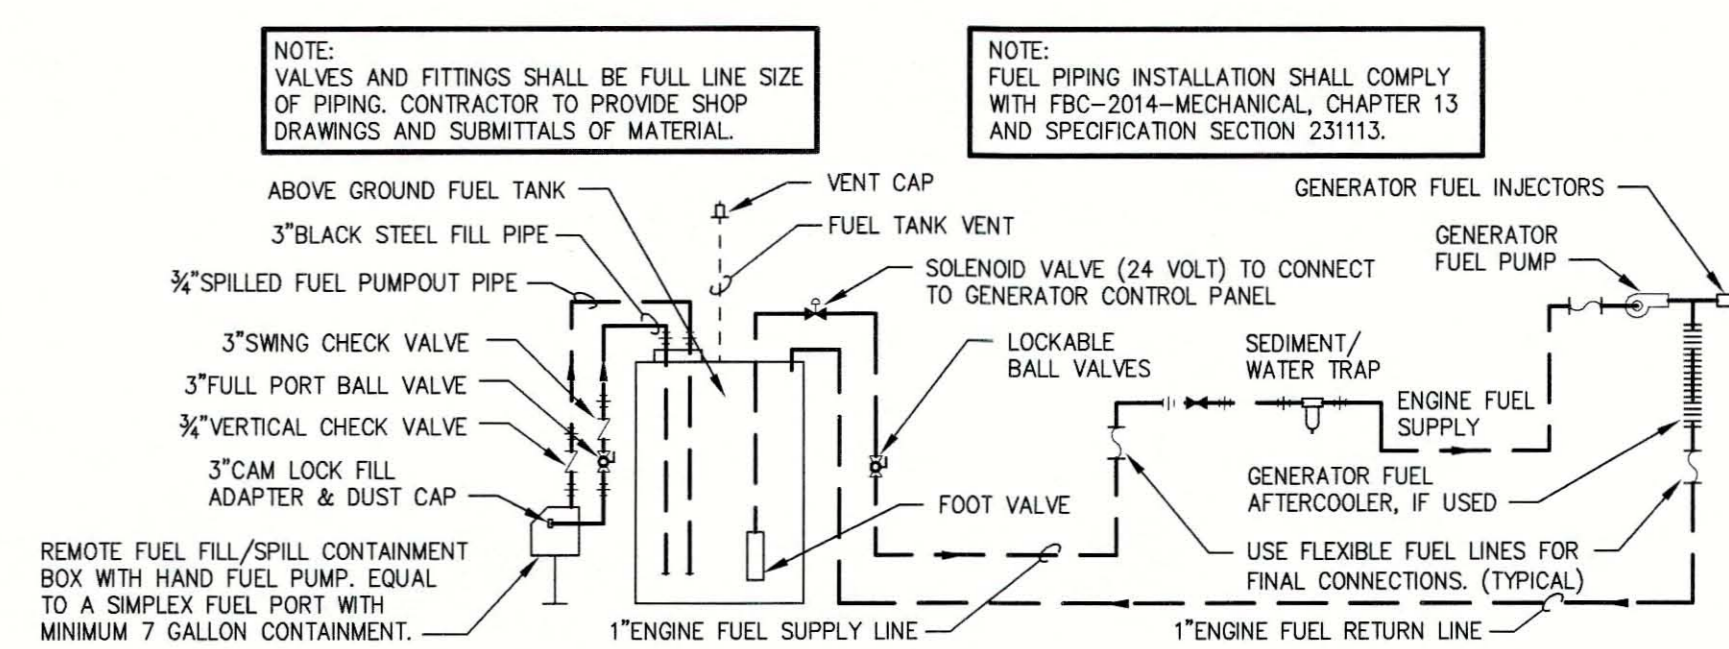 NOTE:
VALVES AND FITTINGS SHALL BE FULL LINE SIZE
OF PIPING. CONTRACTOR TO PROVIDE SHOP
DRAWINGS AND SUBMITTALS OF MATERIAL.
NOTE:
FUEL PIPING INSTALLATION SHALL COMPLY
WITH FBC-2014-MECHANICAL, CHAPTER 13
AND SPECIFICATION SECTION 231113.
ABOVE GROUND FUEL TANK
3"BLACK STEEL FILL PIPE
¾"SPILLED FUEL PUMPOUT PIPE
3"SWING CHECK VALVE
3"FULL PORT BALL VALVE
¾"VERTICAL CHECK VALVE
3"CAM LOCK FILL
ADAPTER & DUST CAP
REMOTE FUEL FILL/SPILL CONTAINMENT
BOX WITH HAND FUEL PUMP. EQUAL
TO A SIMPLEX FUEL PORT WITH
MINIMUM 7 GALLON CONTAINMENT.
VENT CAP
FUEL TANK VENT
SOLENOID VALVE (24 VOLT) TO CONNECT
TO GENERATOR CONTROL PANEL
LOCKABLE
BALL VALVES
FOOT VALVE
1"ENGINE FUEL SUPPLY LINE
GENERATOR FUEL INJECTORS
GENERATOR
FUEL PUMP
SEDIMENT/
WATER TRAP
ENGINE FUEL
SUPPLY
GENERATOR FUEL
AFTERCOOLER, IF USED
USE FLEXIBLE FUEL LINES FOR
FINAL CONNECTIONS. (TYPICAL)
1"ENGINE FUEL RETURN LINE